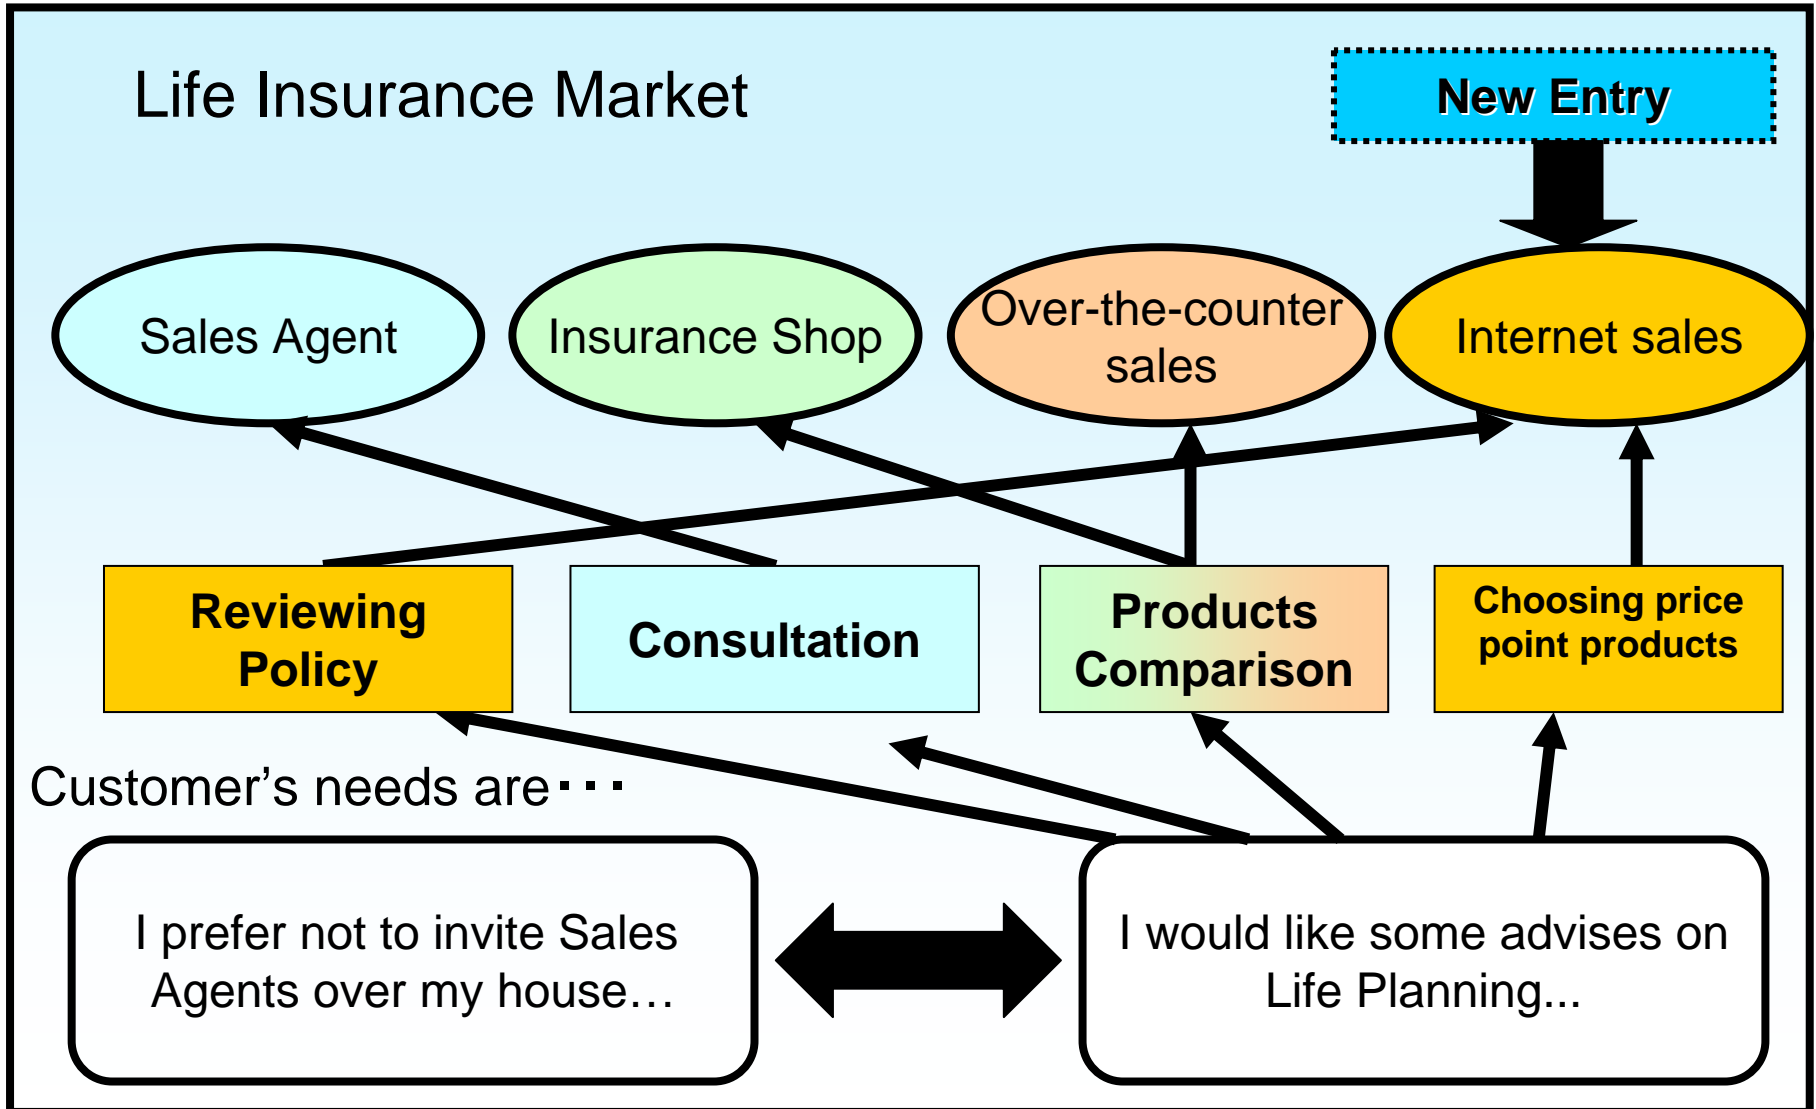 Life Insurance Market
New Entry
Sales Agent
Insurance Shop
Over-the-counter
sales
Internet sales
Reviewing
Policy
Consultation
Products
Comparison
Choosing price
point products
Customer’s needs are・・・
I prefer not to invite Sales
Agents over my house…
I would like some advises on
Life Planning...